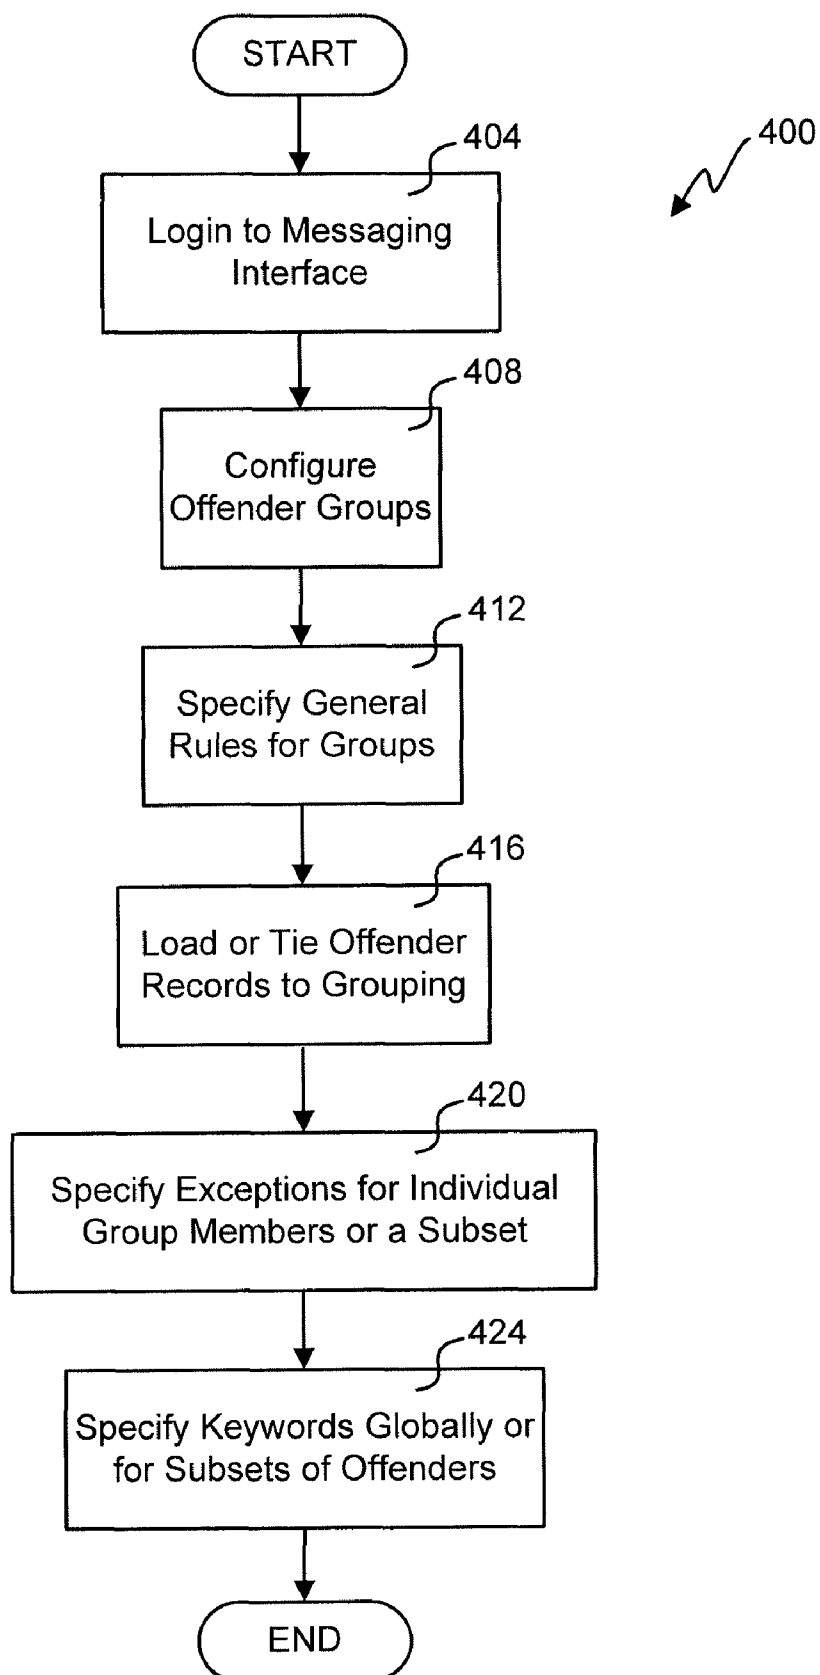 START
400
404
Login to Messaging
Interface
408
Configure
Offender Groups
412
Specify General
Rules for Groups
416
Load or Tie Offender
Records to Grouping
420
Specify Exceptions for Individual
Group Members or a Subset
424
Specify Keywords Globally or
for Subsets of Offenders
END